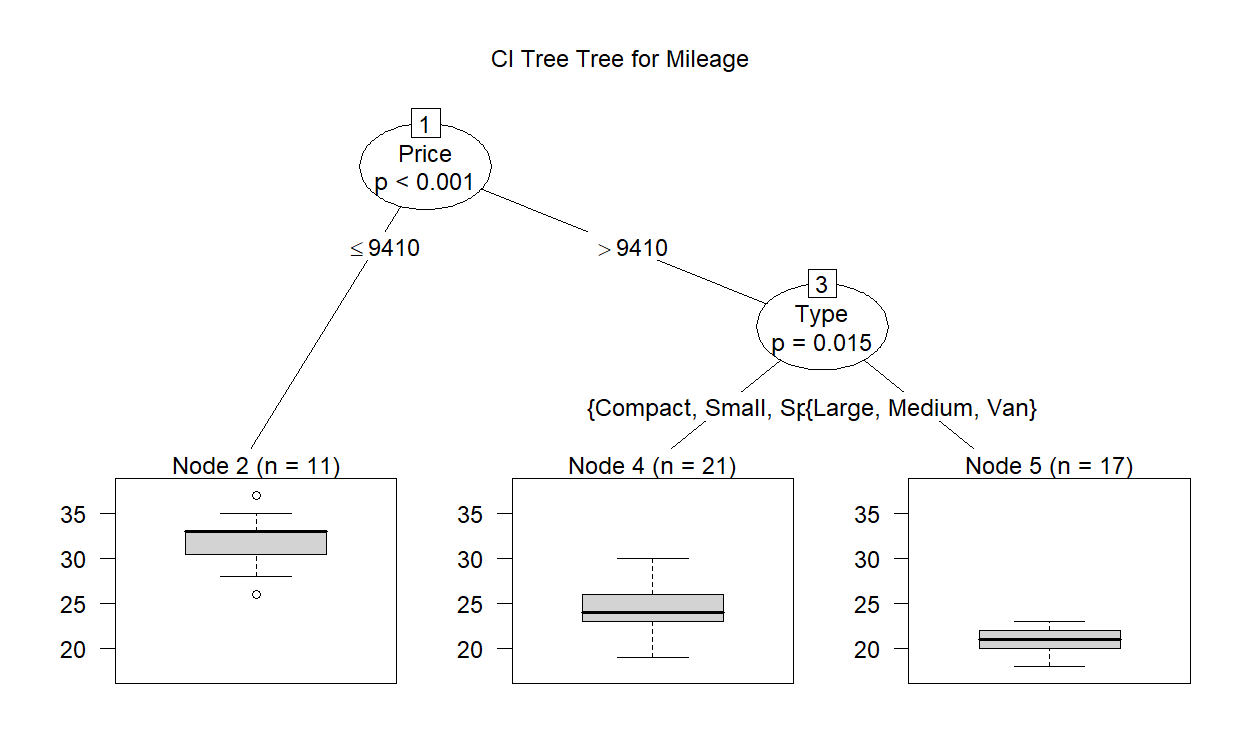 CI Tree Tree for Mileage
1
Price
p < 0.001
≤ 9410
> 9410
3
Type
p = 0.015
{Compact, Small, {Large, Medium, Van}
Node 2 (n = 11)
Node 4 (n = 21)
Node 5 (n = 17)
35
30
25
20
35
30
25
20
35
30
25
20